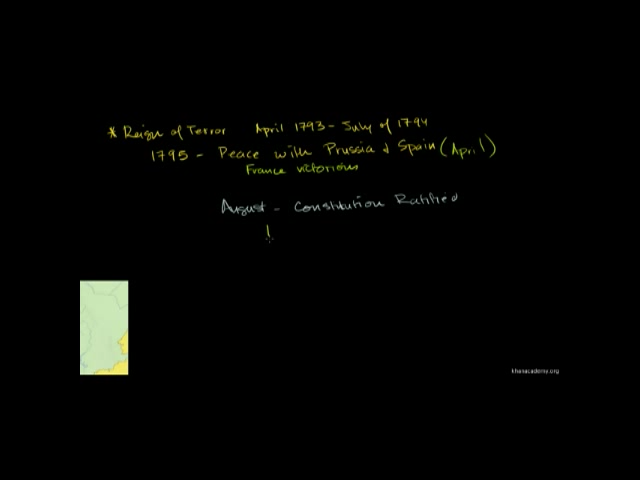 * Reign of Terror April 1793 - July of 1794
1795 - Peace with Prussia & Spain (April)
France victorious
August - Constitution Ratified
khanacademy.org